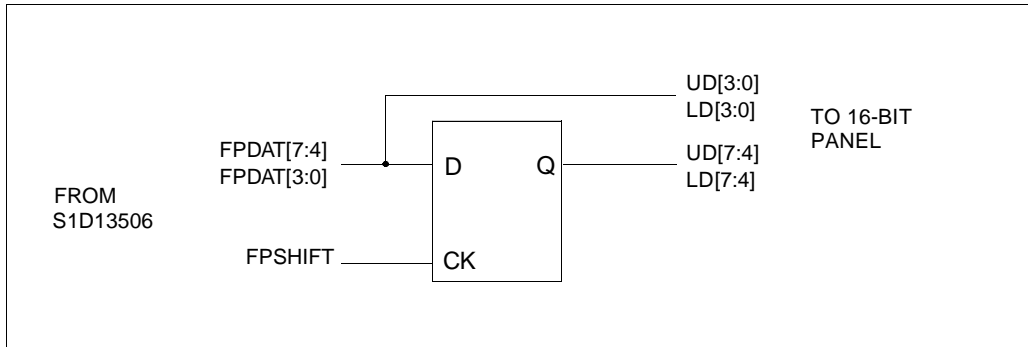 FROM
S1D13506
FPDAT[7:4]
FPDAT[3:0]
FPSHIFT
D
Q
CK
UD[3:0]
LD[3:0]
UD[7:4]
LD[7:4]
TO 16-BIT
PANEL